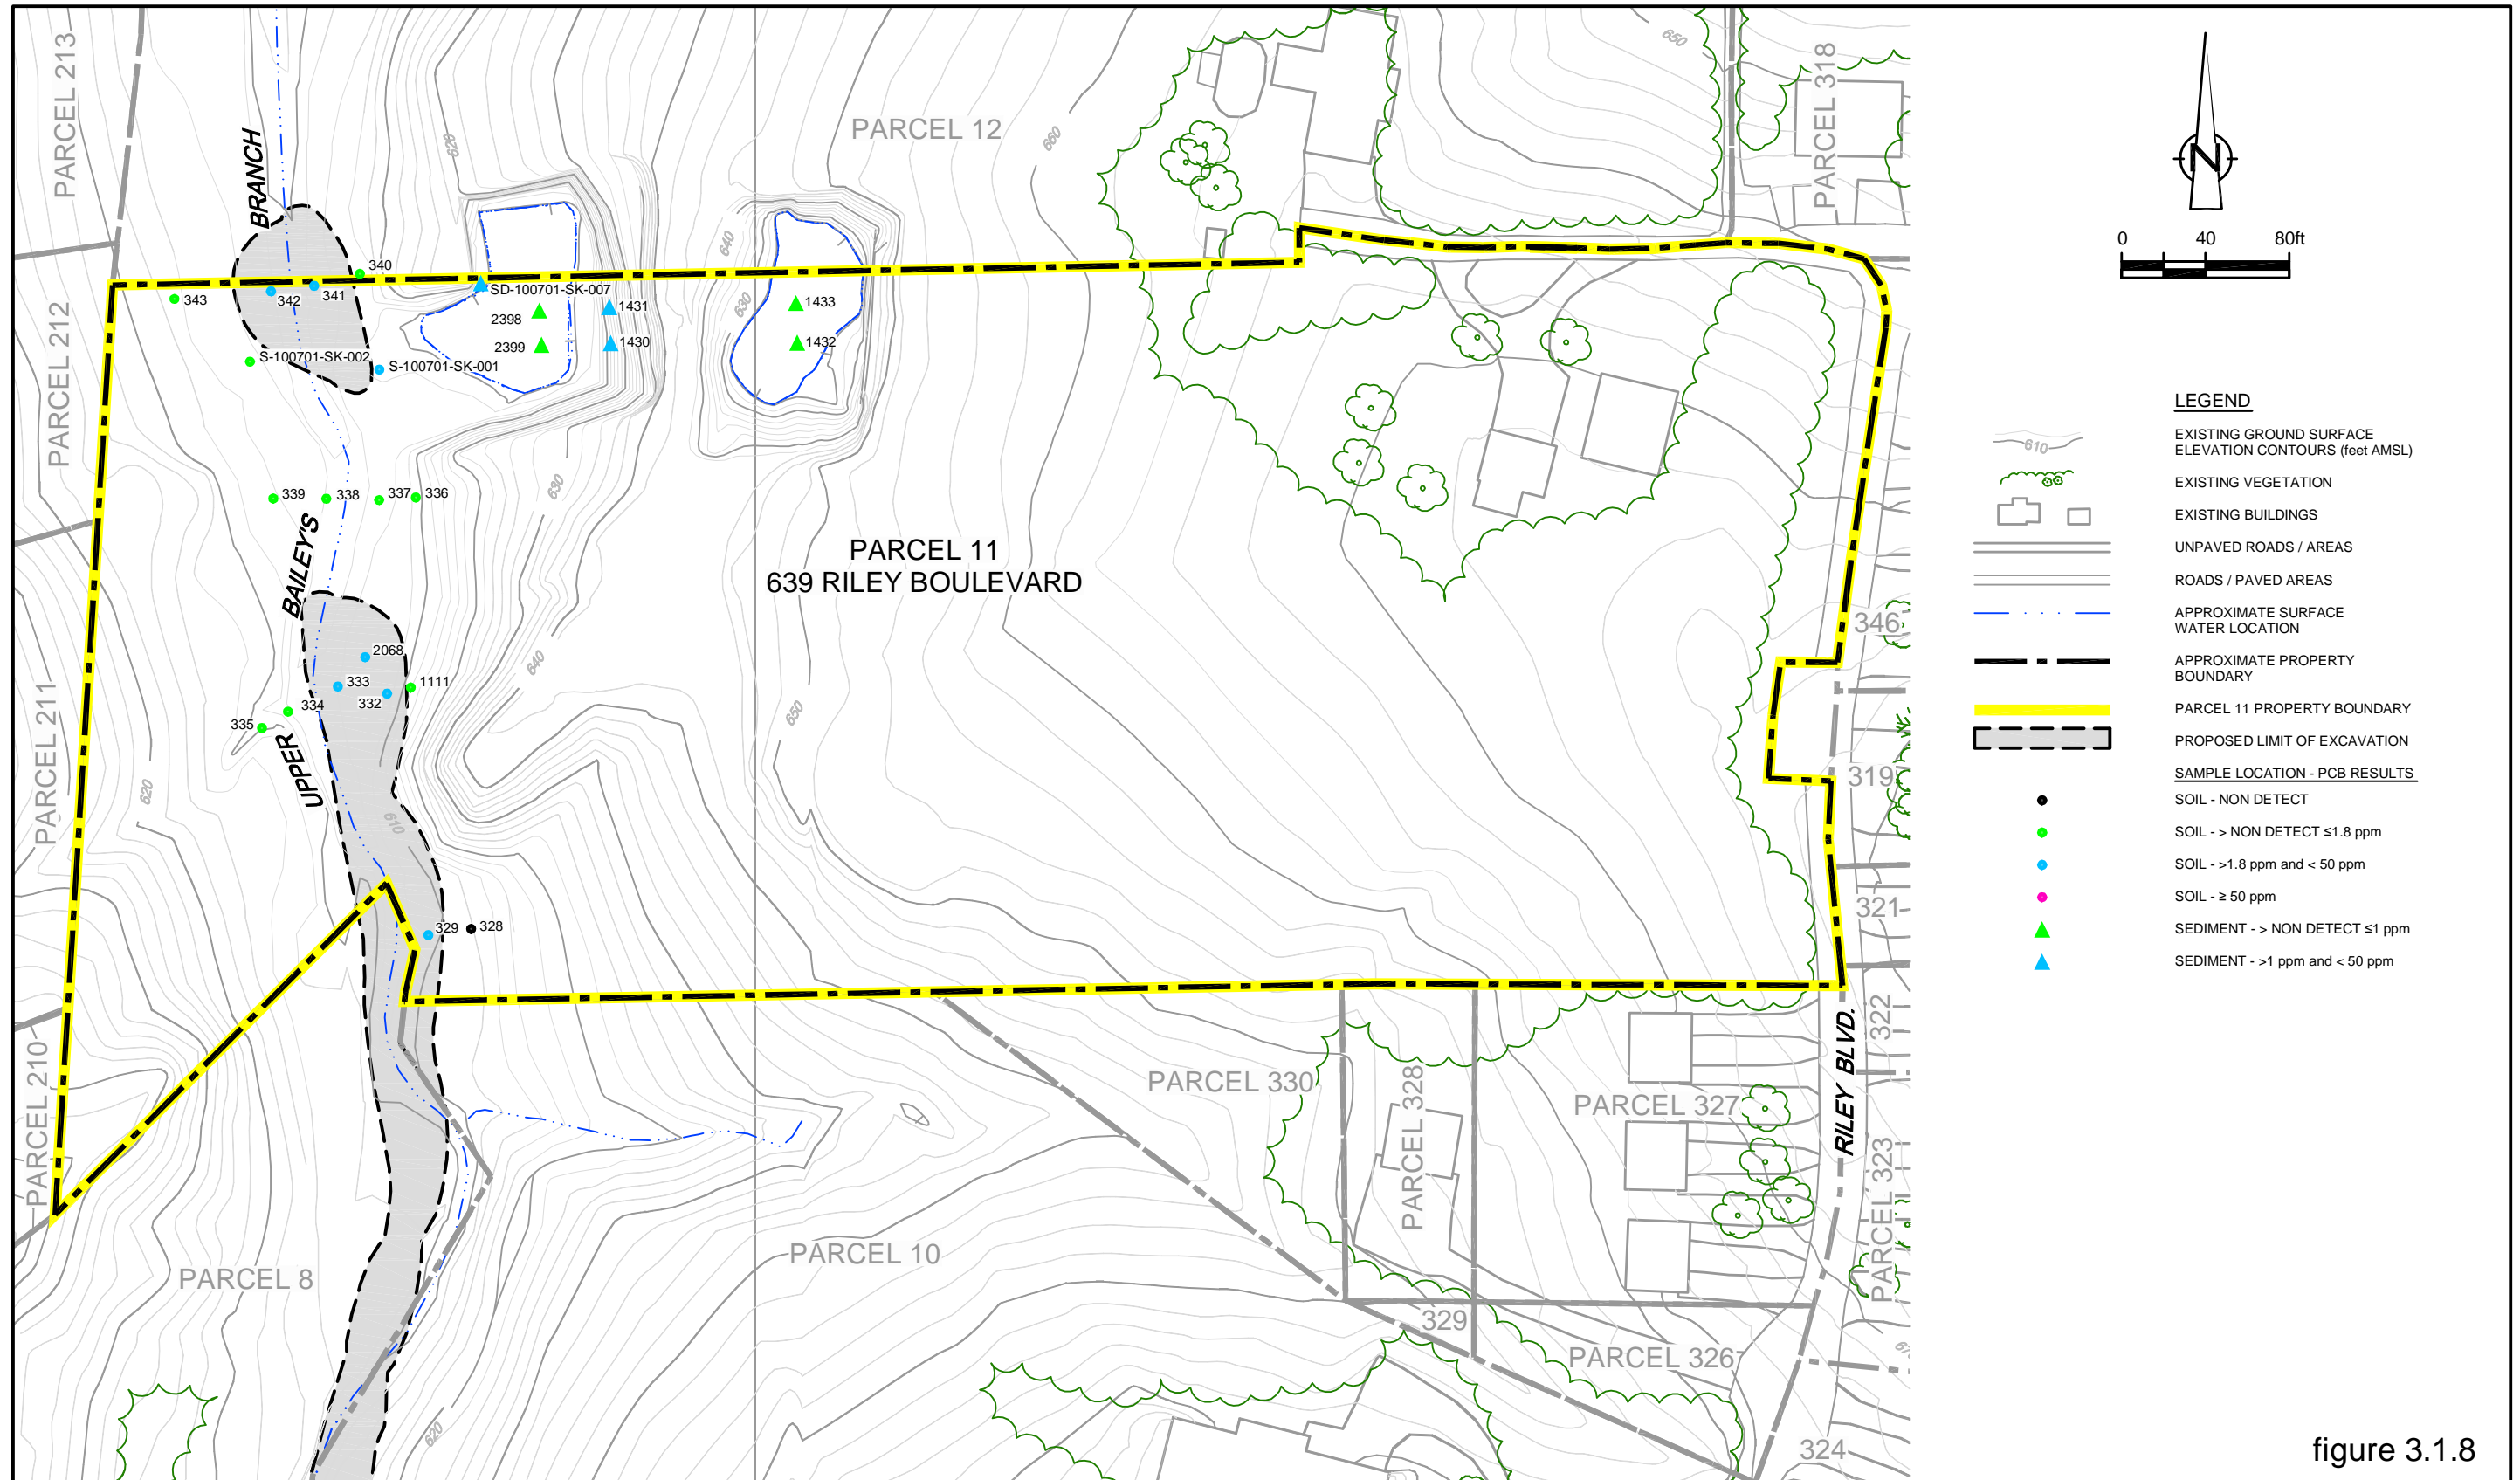 PARCEL 213
BRANCH
620
PARCEL 12
660
650
PARCEL 318
N
0 40 80ft
640
630
340
343
342
341
SD-100701-SK-007
2398
2399
1431
1430
1433
1432
S-100701-SK-002
S-100701-SK-001
PARCEL 212
339
338
337
336
630
BAILEY'S
PARCEL 11
639 RILEY BOULEVARD
2068
333
332
1111
334
335
UPPER
640
650
PARCEL 211
620
610
329
328
346
319
321
322
PARCEL 210
PARCEL 330
PARCEL 328
PARCEL 327
RILEY BLVD.
PARCEL 323
PARCEL 10
PARCEL 8
329
PARCEL 326
324
620
LEGEND
610
EXISTING GROUND SURFACE
ELEVATION CONTOURS (feet AMSL)
EXISTING VEGETATION
EXISTING BUILDINGS
UNPAVED ROADS / AREAS
ROADS / PAVED AREAS
APPROXIMATE SURFACE
WATER LOCATION
APPROXIMATE PROPERTY
BOUNDARY
PARCEL 11 PROPERTY BOUNDARY
PROPOSED LIMIT OF EXCAVATION
SAMPLE LOCATION - PCB RESULTS
SOIL - NON DETECT
SOIL - > NON DETECT ≤1.8 ppm
SOIL - >1.8 ppm and < 50 ppm
SOIL - ≥ 50 ppm
SEDIMENT - > NON DETECT ≤1 ppm
SEDIMENT - >1 ppm and < 50 ppm
figure 3.1.8